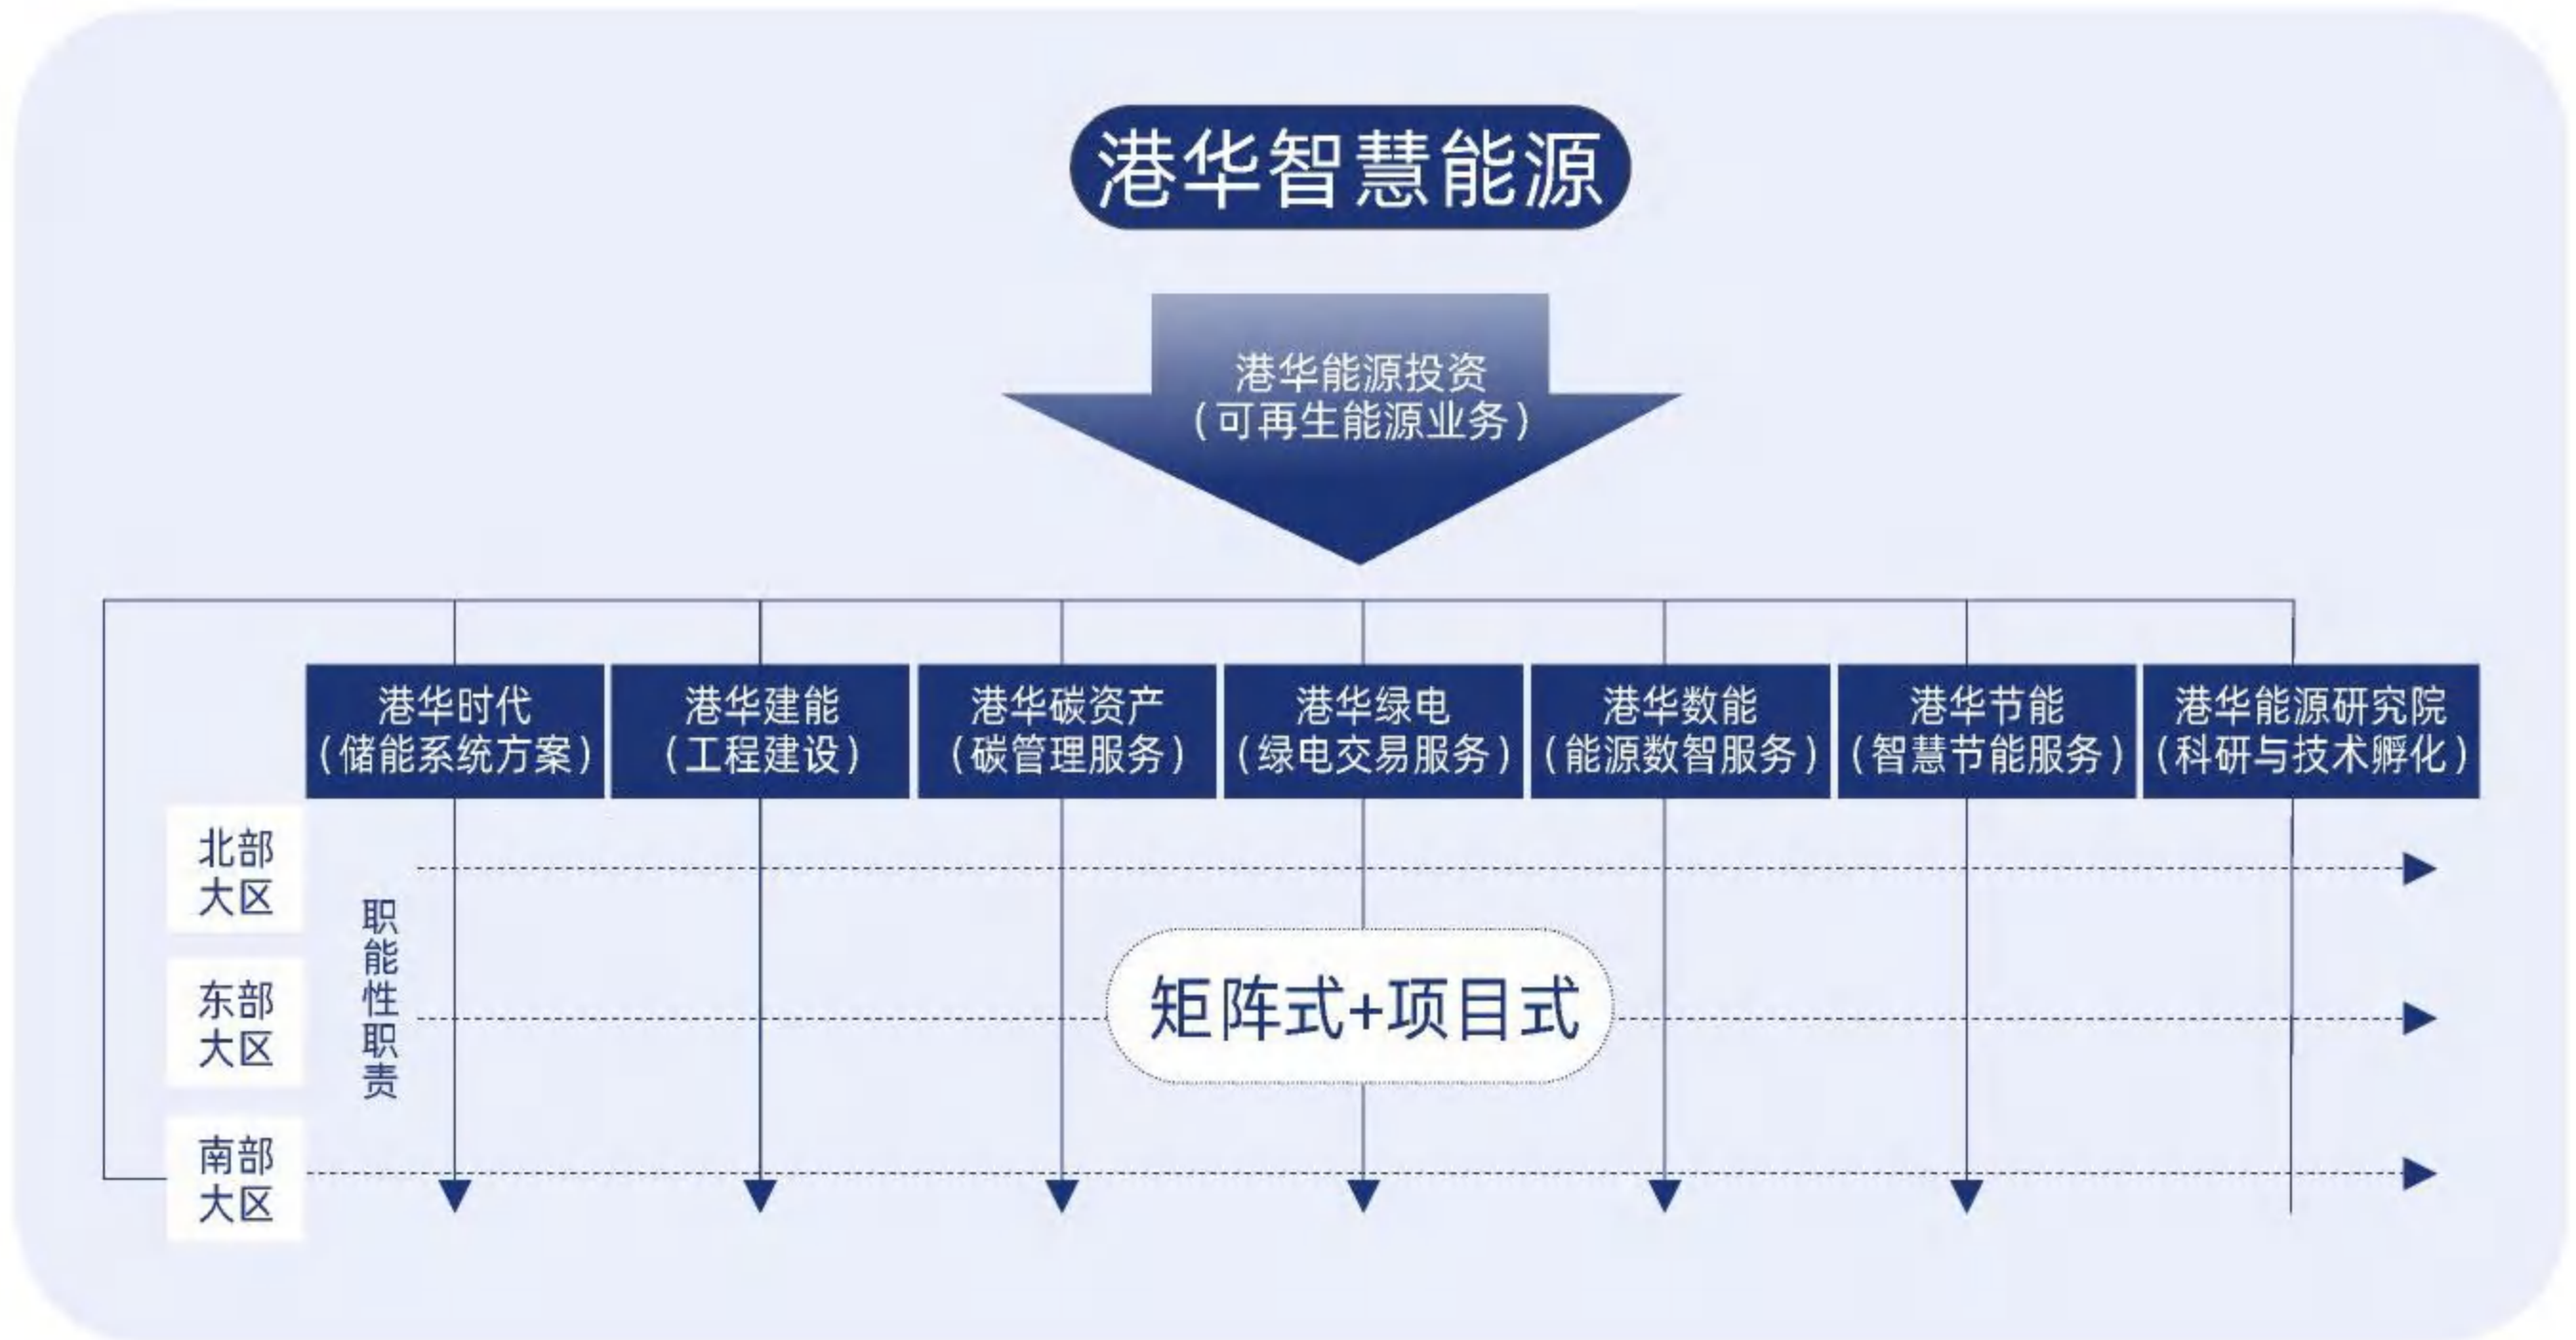 港华智慧能源
港华能源投资
(可再生能源业务)
港华时代
(储能系统方案)
港华建能
(工程建设)
港华碳资产
(碳管理服务)
港华绿电
(绿电交易服务)
港华数能
(能源数智服务)
港华节能
(智慧节能服务)
港华能源研究院
(科研与技术孵化)
北部
大区
东部
大区
南部
大区
职能性职责
矩阵式+项目式